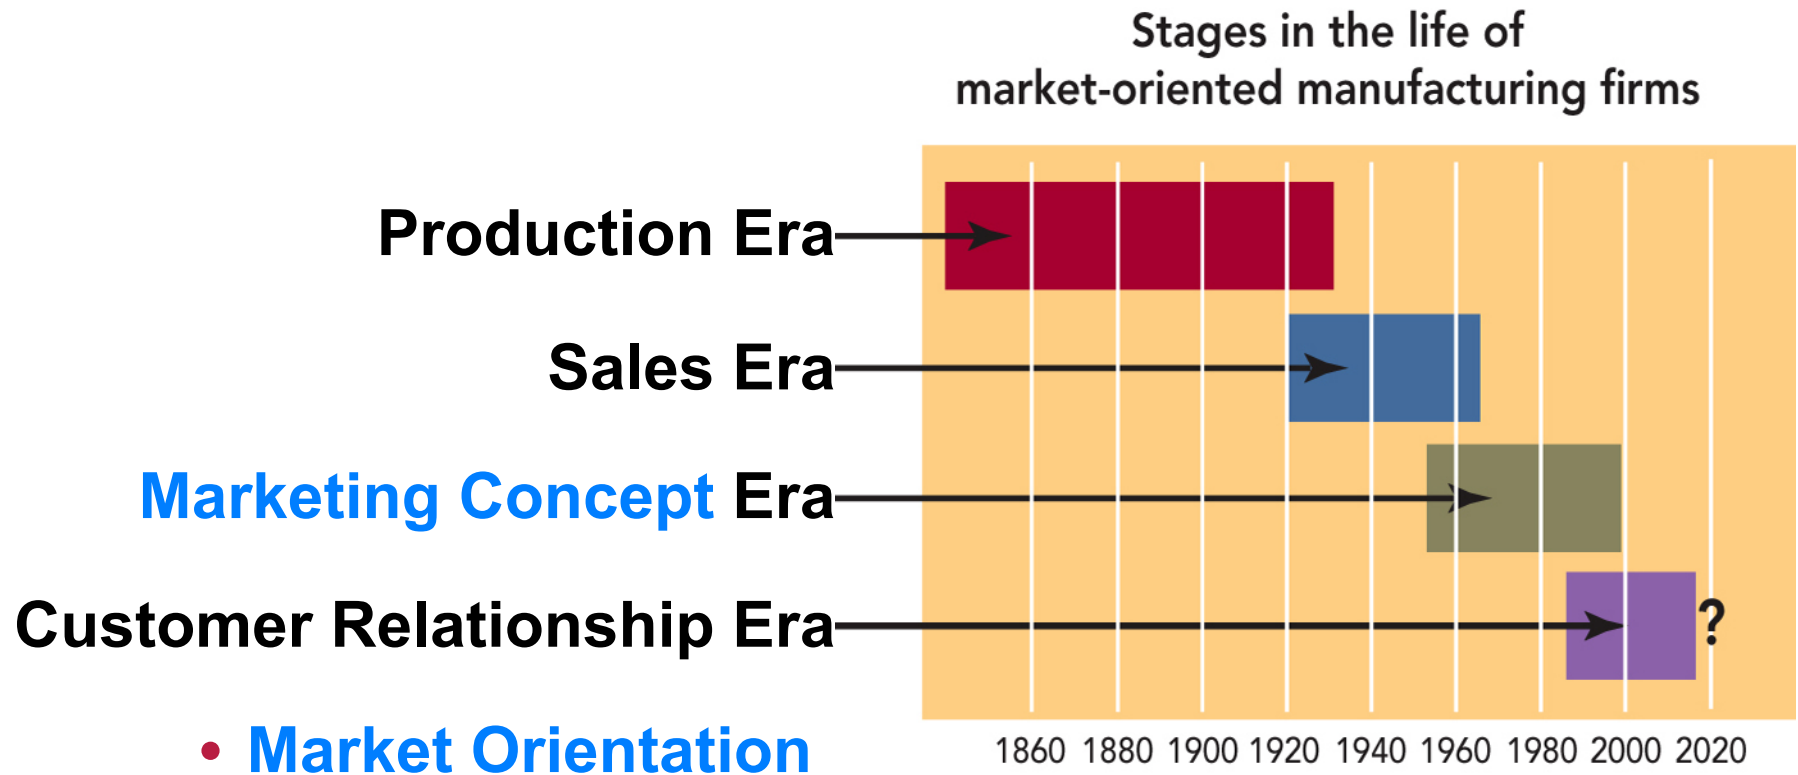 Stages in the life of
market-oriented manufacturing firms
Production Era
Sales Era
Marketing Concept Era
Customer Relationship Era
?
• Market Orientation
1860 1880 1900 1920 1940 1960 1980 2000 2020